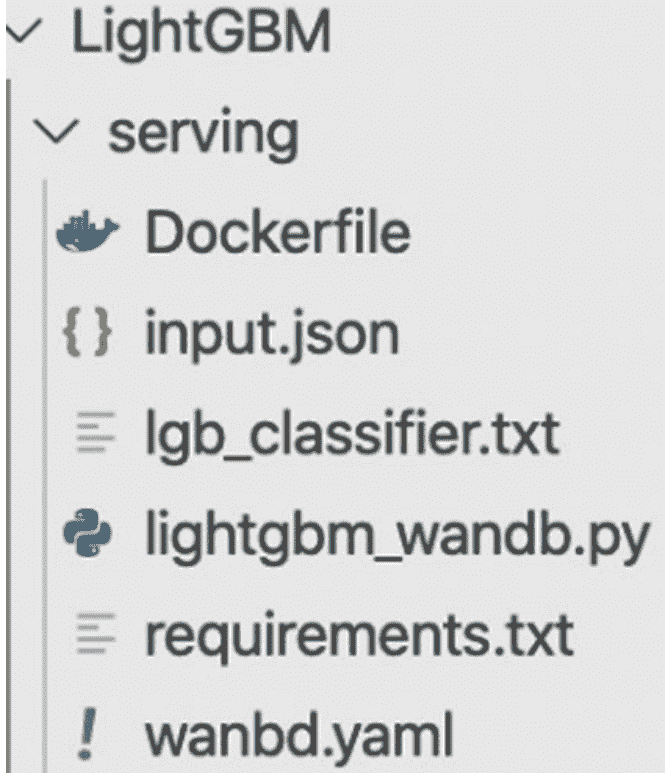 LightGBM
serving
Dockerfile
input.json
lgb_classifier.txt
lightgbm_wandb.py
requirements.txt
wanbd.yaml